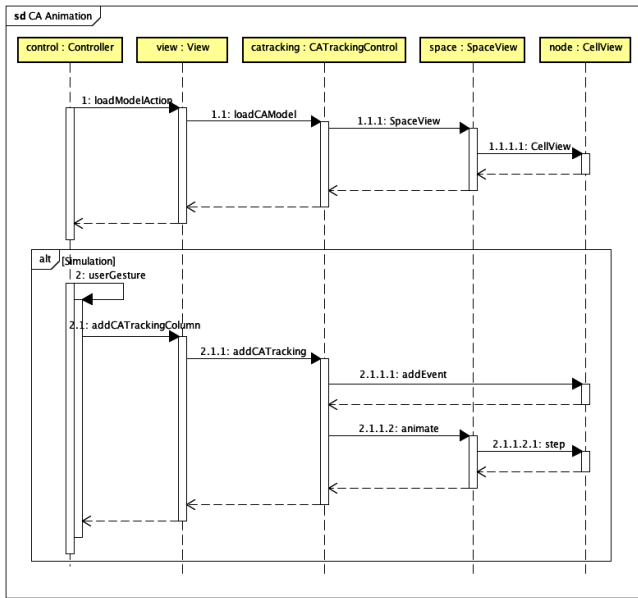 sd CA Animation
control : Controller
view : View
catracking : CATrackingControl
space : SpaceView
node : CellView
1: loadModelAction
1.1: loadCAModel
1.1.1: SpaceView
1.1.1.1: CellView
alt
[Simulation]
2: userGesture
2.1: addCATrackingColumn
2.1.1: addCATracking
2.1.1.1: addEvent
2.1.1.2: animate
2.1.1.2.1: step